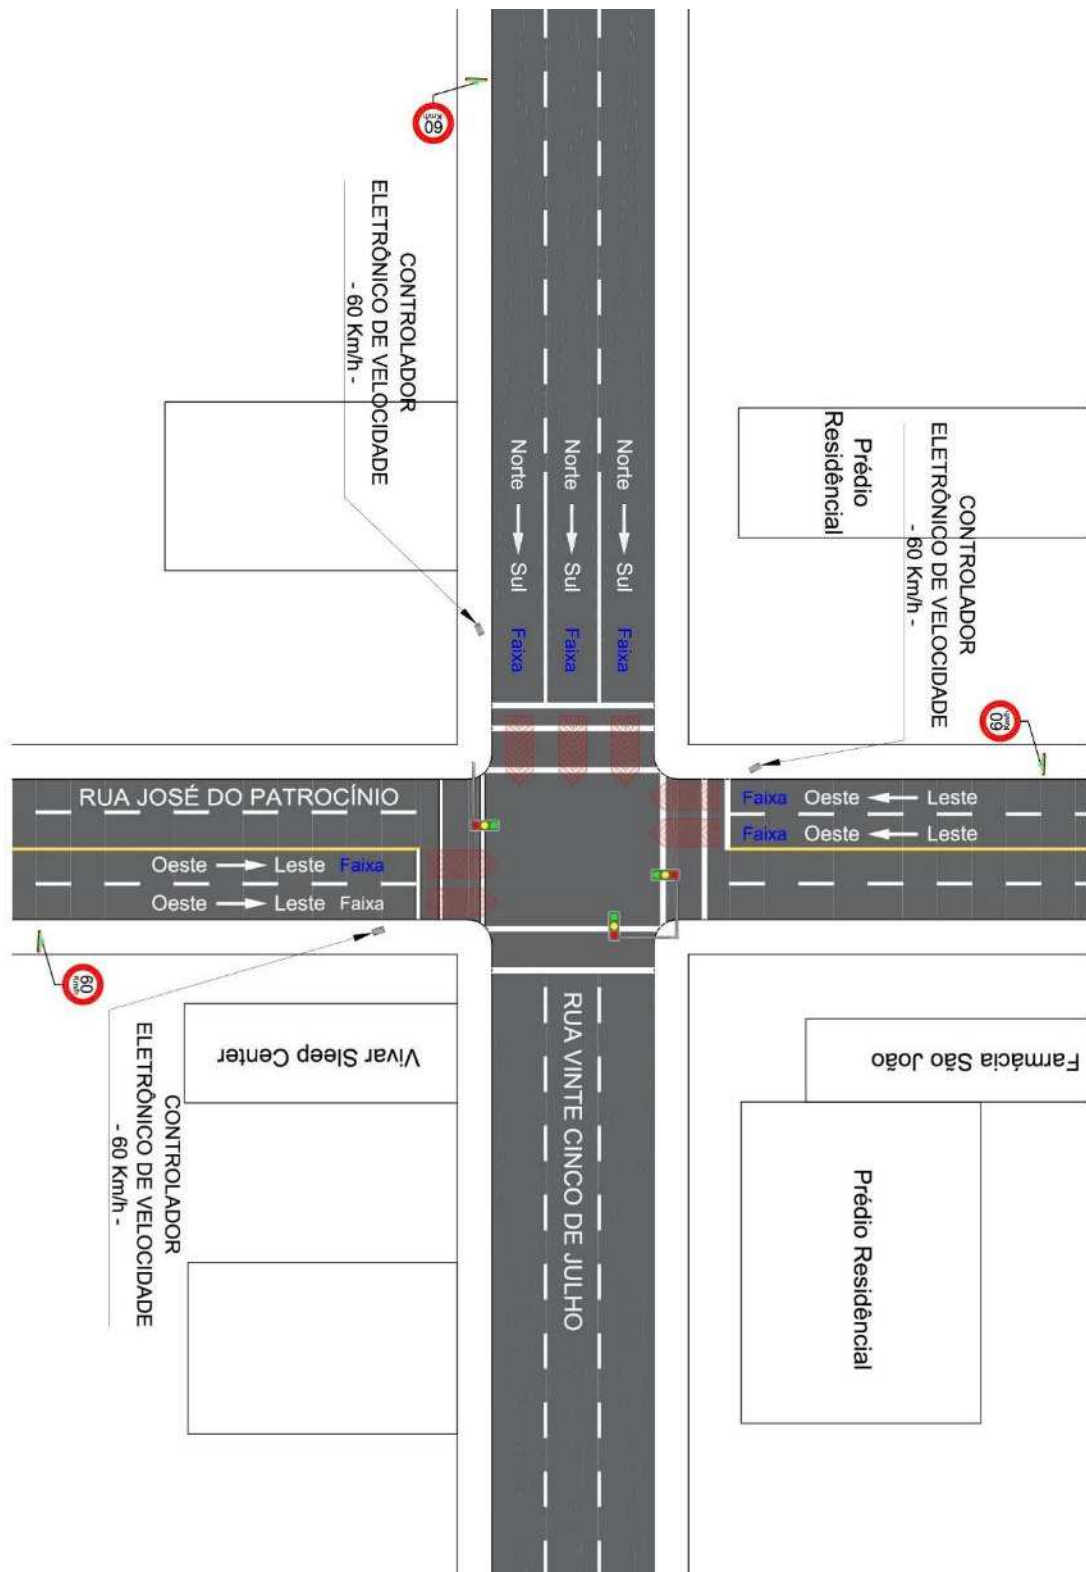 60
Km/h
CONTROLADOR
ELETRÔNICO DE VELOCIDADE
- 60 Km/h -
Prédio
Residêncial
CONTROLADOR
ELETRÔNICO DE VELOCIDADE
- 60 Km/h -
Norte Sul Faixa
Norte Sul Faixa
Norte Sul Faixa
60
Km/h
RUA JOSÉ DO PATROCÍNIO
Faixa Oeste Leste
Faixa Oeste Leste
Oeste Leste Faixa
Oeste Leste Faixa
60
Km/h
CONTROLADOR
ELETRÔNICO DE VELOCIDADE
- 60 Km/h -
Vivar Sleep Center
RUA VINTE CINCO DE JULHO
Farmácia São João
Prédio Residêncial